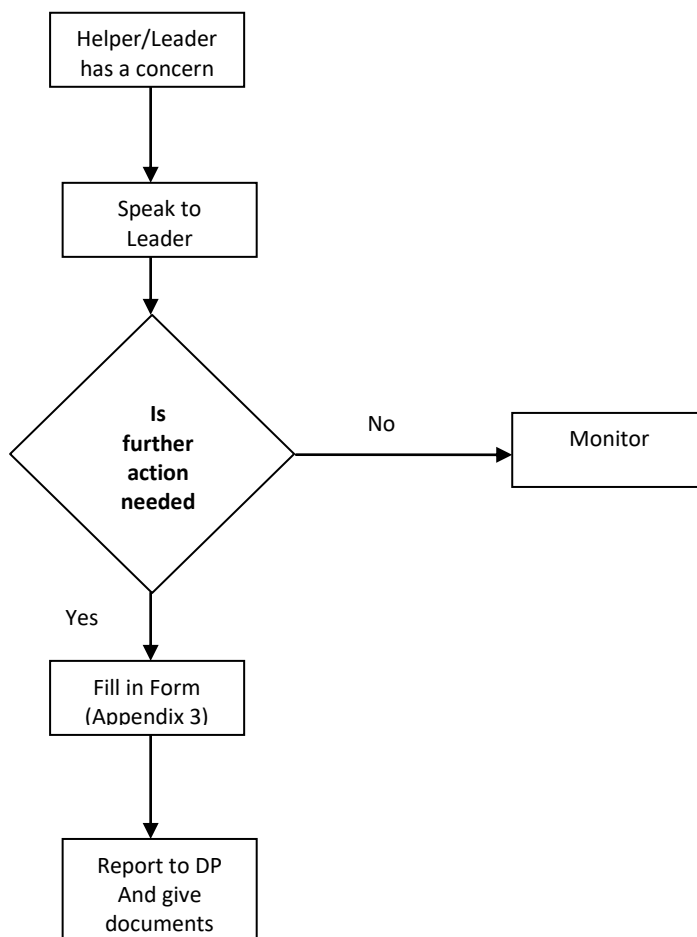 Helper/Leader
has a concern
Speak to
Leader
Is
further
action
needed
No
Monitor
Yes
Fill in Form
(Appendix 3)
Report to DP
And give
documents